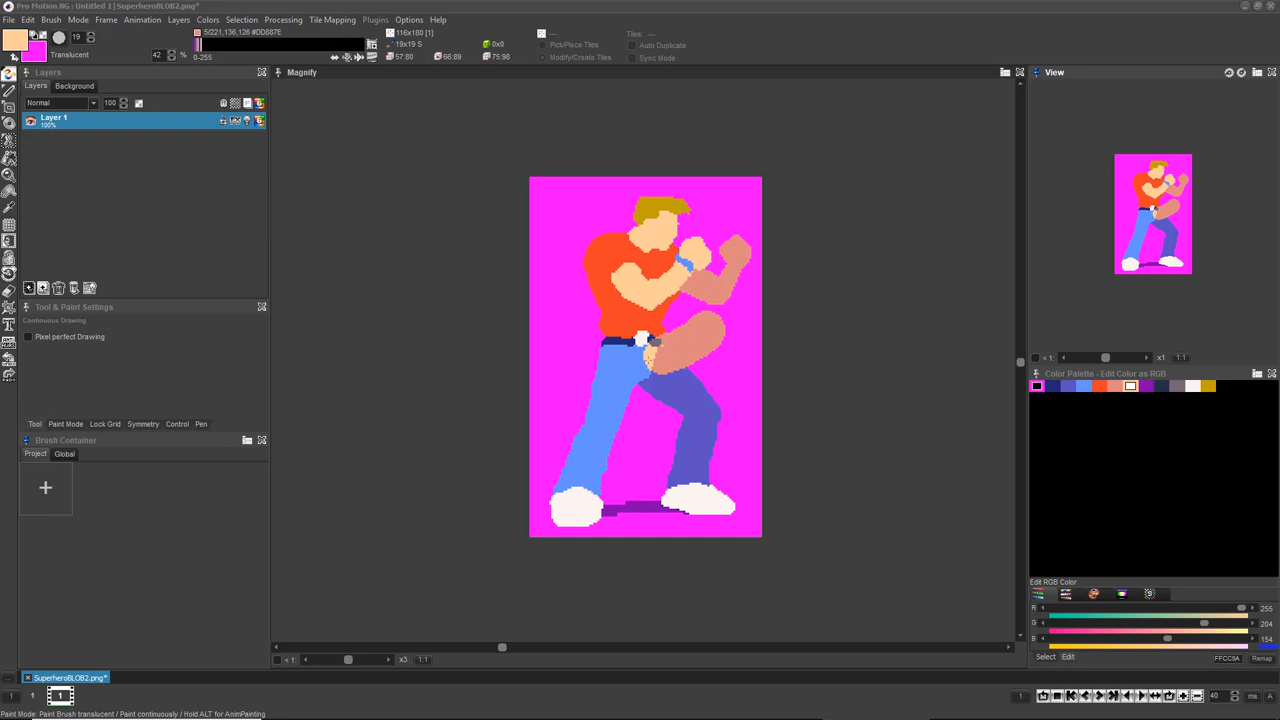 Pro Motion NG: Untitled 1|SuperheroBLOB2.png*
File Edit Brush Mode Frame Animation Layers Colors Selection Processing Tile Mapping Plugins Options Help
19
5/221,136,126 #DD887E
116x180 [1]
Tiles: ---
19x19 S
0x0
Pick/Place Tiles
Auto Duplicate
Translucent
42
%
0-255
57:80
66:89
75:98
Modify/Create Tiles
Sync Mode
Layers
Magnify
View
Layers Background
Normal
100
Layer 1
100%
Tool & Paint Settings
Continuous Drawing
Pixel perfect Drawing
< 1:
x1
1:1
Color Palette - Edit Color as RGB
Tool Paint Mode Lock Grid Symmetry Control Pen
Brush Container
Project Global
+
Edit RGB Color
R
255
G
204
B
154
Select Edit
FFCC9A
Remap
< 1:
x3
1:1
SuperheroBLOB2.png*
1
1
1
1
40
ms
A
Paint Mode: Paint Brush translucent / Paint continuously / Hold ALT for AnimPainting